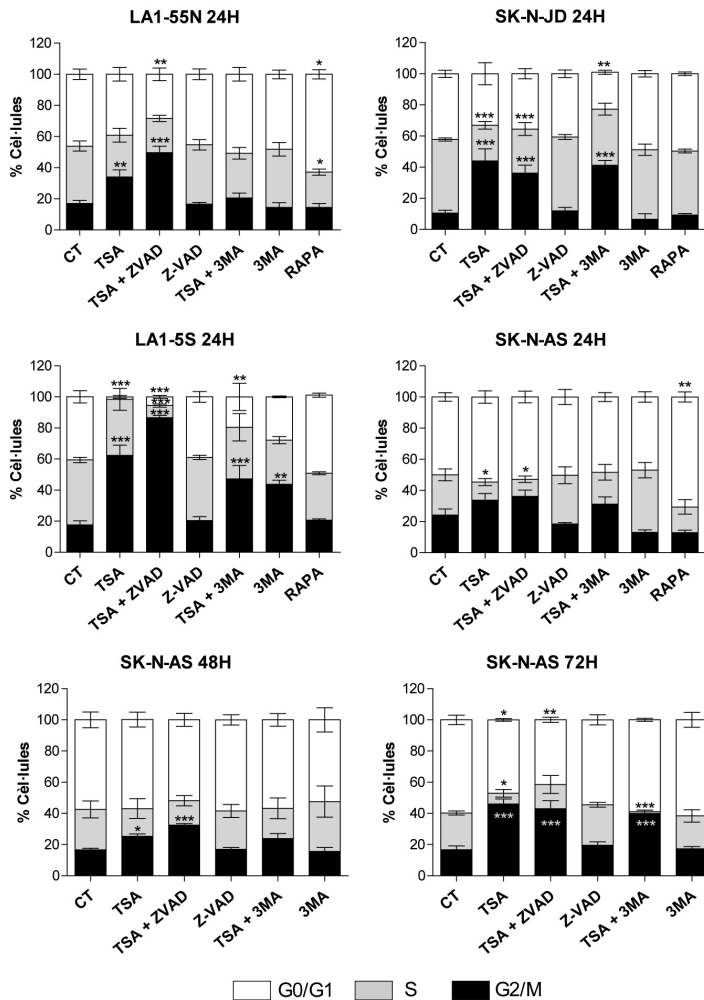 LA1-55N 24H
% Cèl·lules
120
100
80
60
40
20
0
** *
*** ** *
CT TSA TSA + ZVAD Z-VAD TSA + 3MA 3MA RAPA
SK-N-JD 24H
% Cèl·lules
120
100
80
60
40
20
0
**
*** ***
*** *** ***
CT TSA TSA + ZVAD Z-VAD TSA + 3MA 3MA RAPA
LA1-5S 24H
% Cèl·lules
120
100
80
60
40
20
0
*** *** **
***
*** *** *** **
CT TSA TSA + ZVAD Z-VAD TSA + 3MA 3MA RAPA
SK-N-AS 24H
% Cèl·lules
120
100
80
60
40
20
0
**
* *
CT TSA TSA + ZVAD Z-VAD TSA + 3MA 3MA RAPA
SK-N-AS 48H
% Cèl·lules
120
100
80
60
40
20
0
* ***
CT TSA TSA + ZVAD Z-VAD TSA + 3MA 3MA
SK-N-AS 72H
% Cèl·lules
120
100
80
60
40
20
0
* **
* ***
*** *** ***
CT TSA TSA + ZVAD Z-VAD TSA + 3MA 3MA
G0/G1 S G2/M